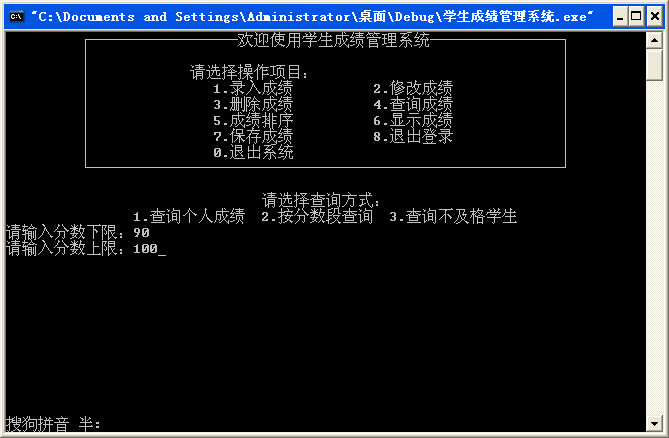 "C:\Documents and Settings\Administrator\桌面\Debug\学生成绩管理系统.exe"
欢迎使用学生成绩管理系统
请选择操作项目:
1.录入成绩 2.修改成绩
3.删除成绩 4.查询成绩
5.成绩排序 6.显示成绩
7.保存成绩 8.退出登录
0.退出系统
请选择查询方式:
1.查询个人成绩 2.按分数段查询 3.查询不及格学生
请输入分数下限: 90
请输入分数上限: 100_
搜狗拼音 半: